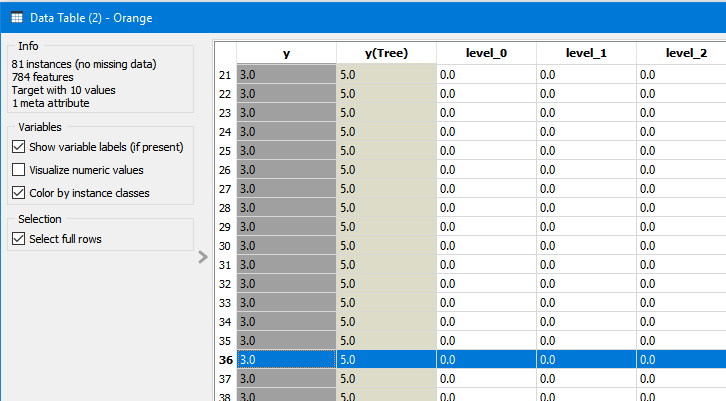 Data Table (2) - Orange
Info
81 instances (no missing data)
784 features
Target with 10 values
1 meta attribute
Variables
Show variable labels (if present)
Visualize numeric values
Color by instance classes
Selection
Select full rows
y y(Tree) level_0 level_1 level_2
21 3.0 5.0 0.0 0.0 0.0
22 3.0 5.0 0.0 0.0 0.0
23 3.0 5.0 0.0 0.0 0.0
24 3.0 5.0 0.0 0.0 0.0
25 3.0 5.0 0.0 0.0 0.0
26 3.0 5.0 0.0 0.0 0.0
27 3.0 5.0 0.0 0.0 0.0
28 3.0 5.0 0.0 0.0 0.0
29 3.0 5.0 0.0 0.0 0.0
30 3.0 5.0 0.0 0.0 0.0
31 3.0 5.0 0.0 0.0 0.0
32 3.0 5.0 0.0 0.0 0.0
33 3.0 5.0 0.0 0.0 0.0
34 3.0 5.0 0.0 0.0 0.0
35 3.0 5.0 0.0 0.0 0.0
36 3.0 5.0 0.0 0.0 0.0
37 3.0 5.0 0.0 0.0 0.0
38 3.0 5.0 0.0 0.0 0.0